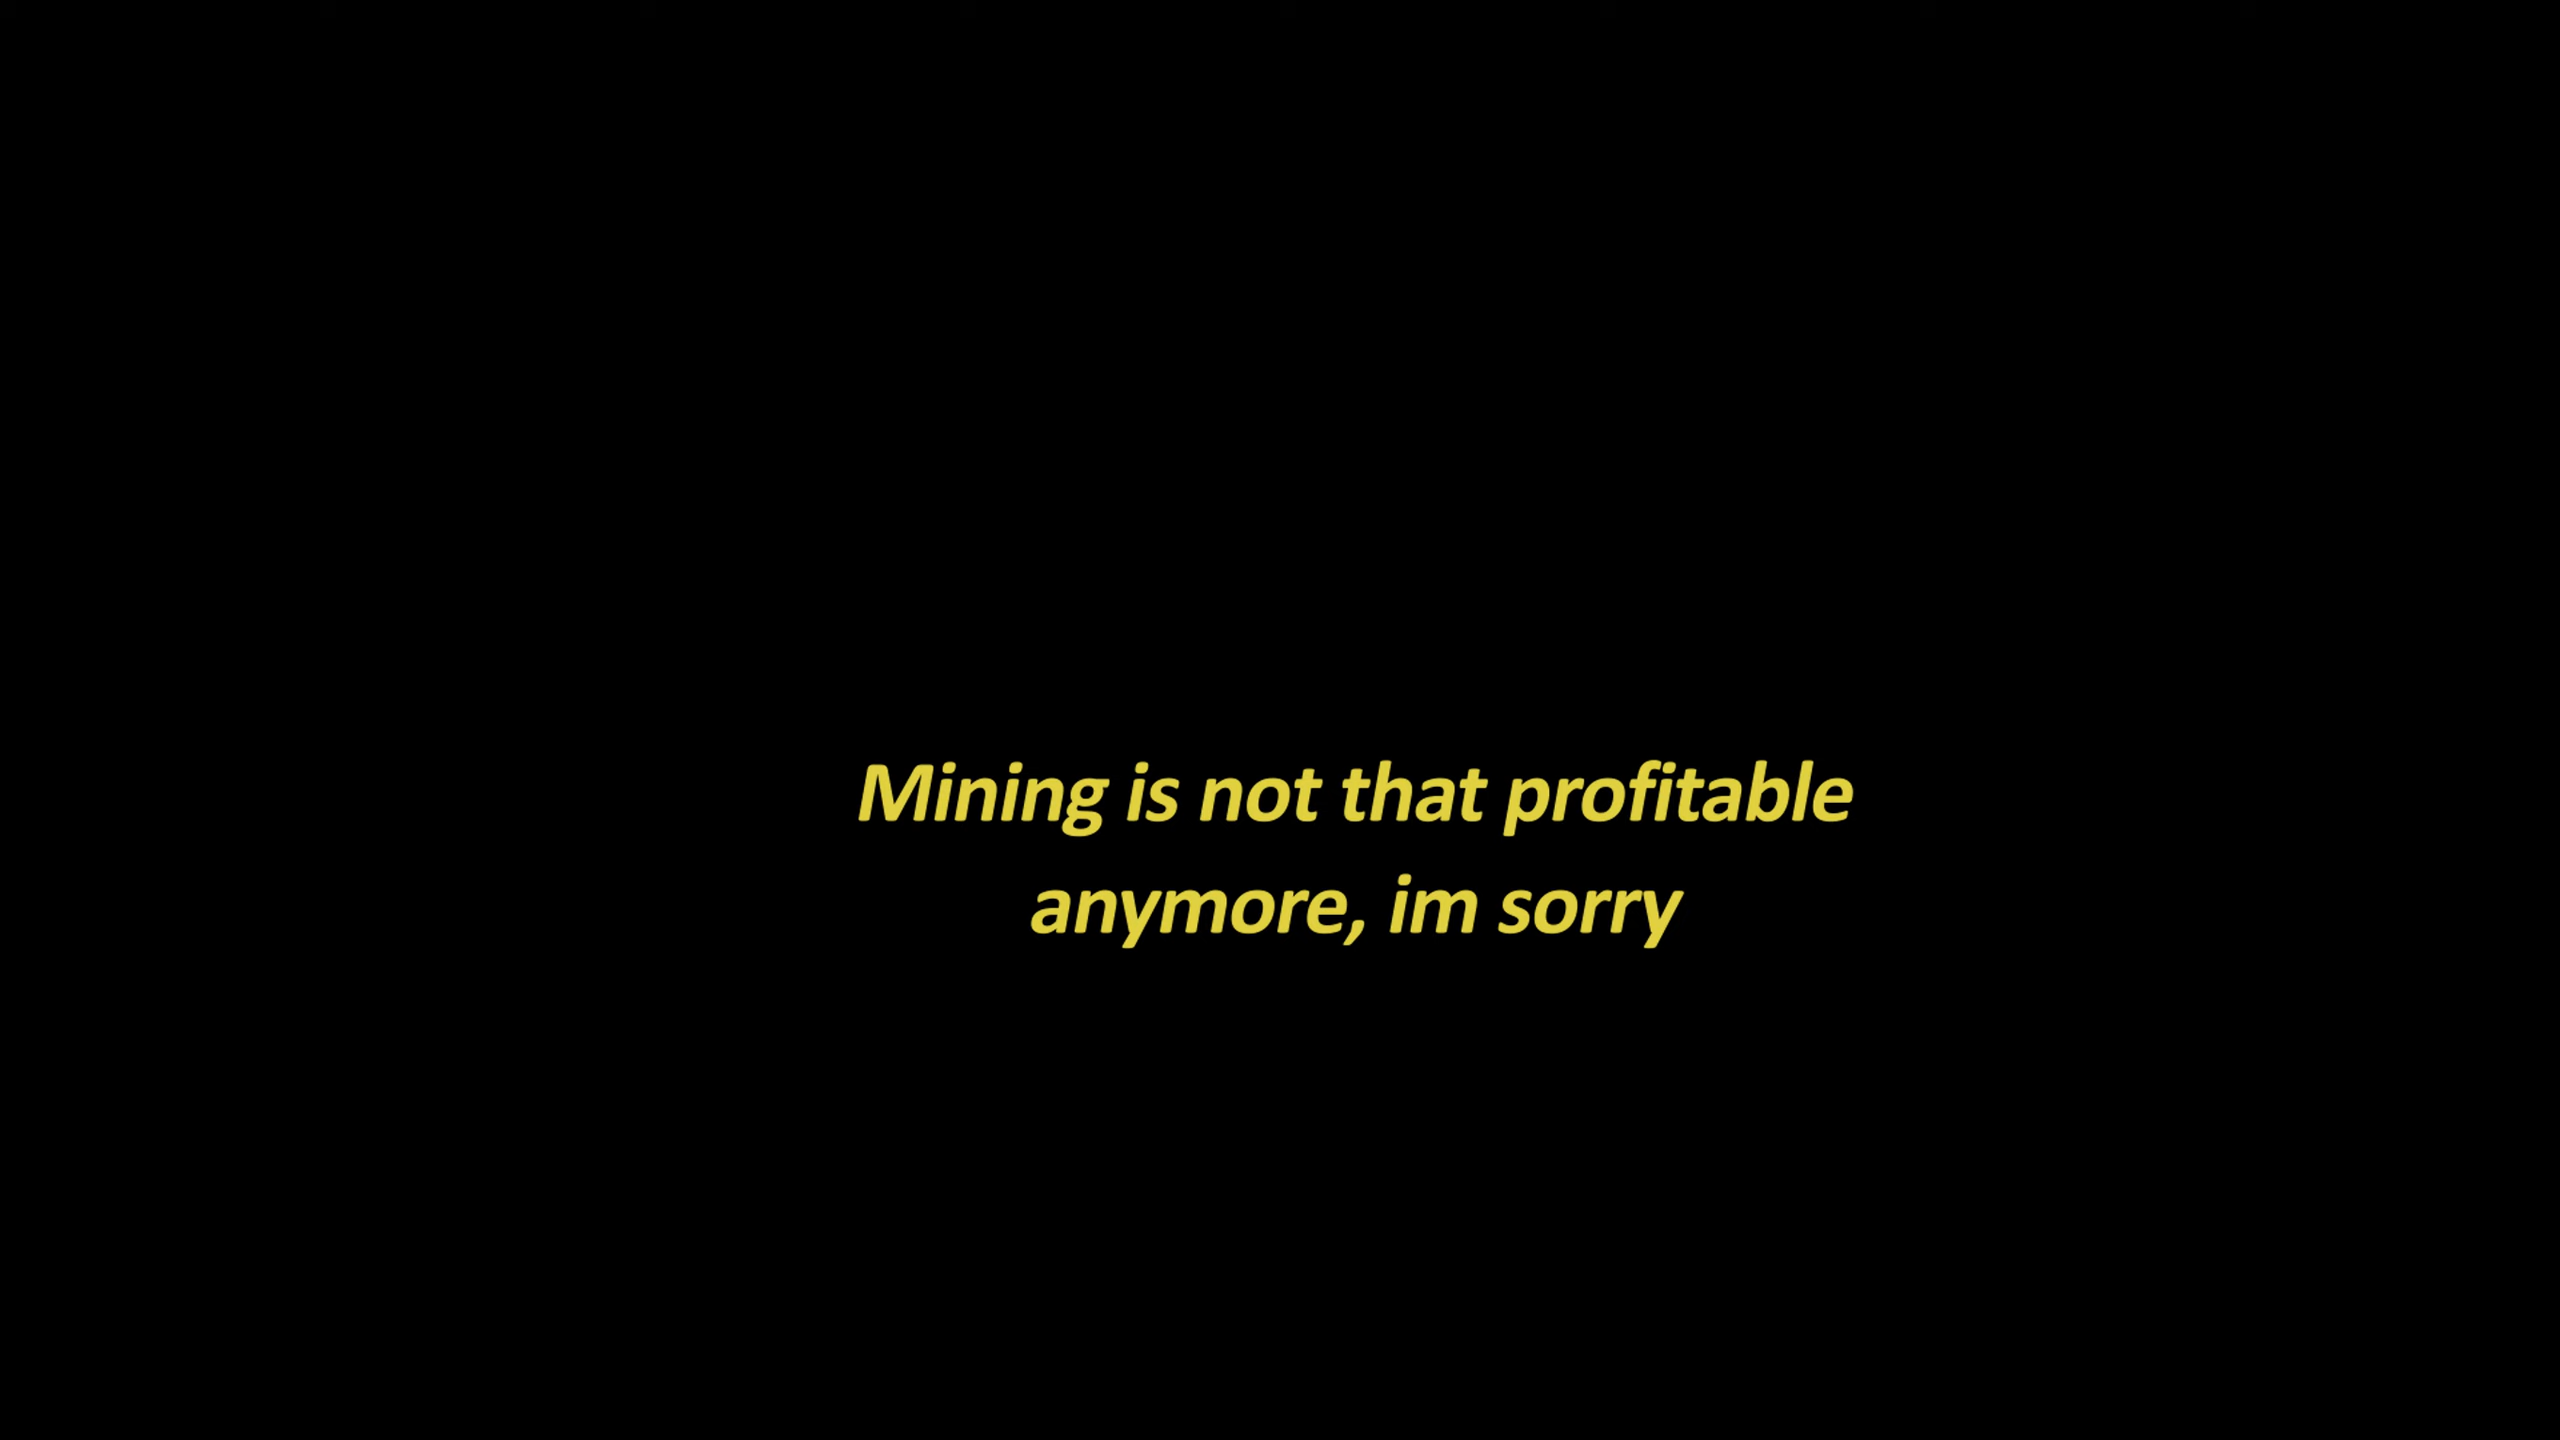 Mining is not that profitable
anymore, im sorry